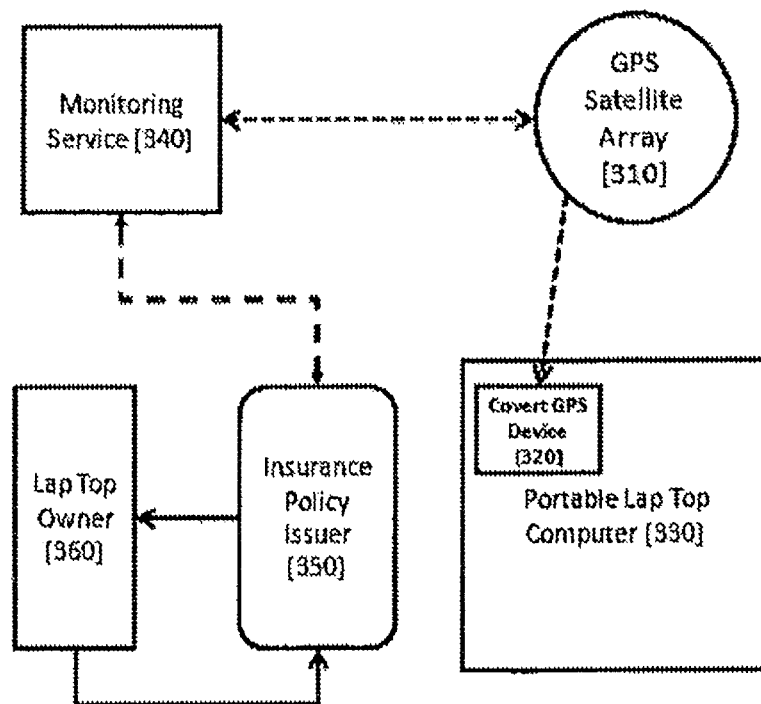 Monitoring
Service [340]
GPS
Satellite
Array
[310]
Covert GPS
Device
[320]
Portable Lap Top
Computer [330]
Lap Top
Owner
[360]
Insurance
Policy
Issuer
[350]